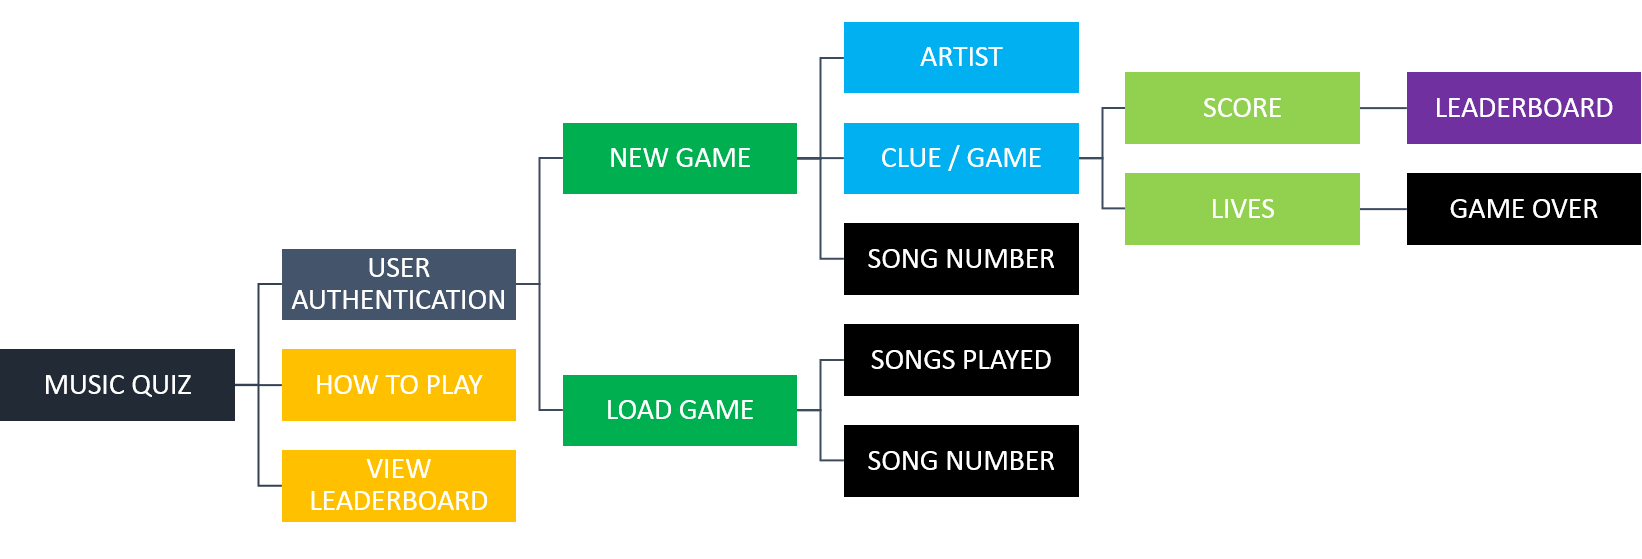 ARTIST
SCORE
LEADERBOARD
NEW GAME
CLUE / GAME
LIVES
GAME OVER
SONG NUMBER
USER
AUTHENTICATION
SONGS PLAYED
MUSIC QUIZ
HOW TO PLAY
LOAD GAME
SONG NUMBER
VIEW
LEADERBOARD